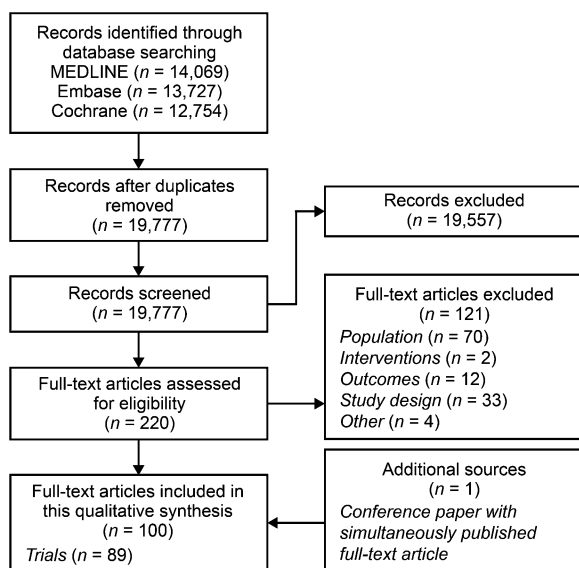 Records identified through
database searching
MEDLINE (n = 14,069)
Embase (n = 13,727)
Cochrane (n = 12,754)
Records after duplicates
removed
(n = 19,777)
Records excluded
(n = 19,557)
Records screened
(n = 19,777)
Full-text articles excluded
(n = 121)
Population (n = 70)
Interventions (n = 2)
Outcomes (n = 12)
Study design (n = 33)
Other (n = 4)
Full-text articles assessed
for eligibility
(n = 220)
Additional sources
(n = 1)
Conference paper with
simultaneously published
full-text article
Full-text articles included in
this qualitative synthesis
(n = 100)
Trials (n = 89)